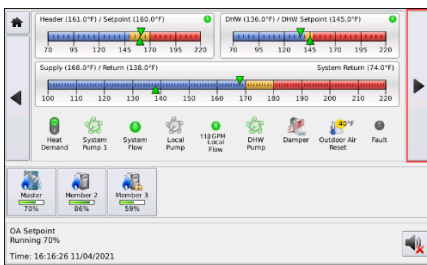 Header (161.0°F) / Setpoint (160.0°F)
DHW (136.0°F) / DHW Setpoint (145.0°F)
70 95 120 145 170 195 220
70 95 120 145 170 195 220
Supply (168.0°F) / Return (138.0°F)
System Return (74.0°F)
100 110 120 130 140 150 160 170 180 190 200 210 220
40°F
Heat Demand
System Pump 1
System Flow
Local Pump
118 GPM Local Flow
DHW Pump
Damper
Outdoor Air Reset
Fault
Master
Member 2
Member 3
70%
86%
59%
OA Setpoint
Running 70%
Time: 16:16:26 11/04/2021